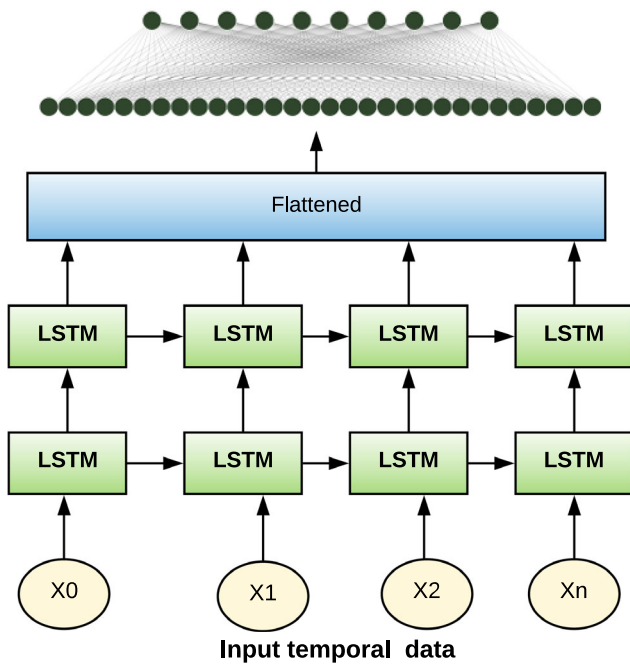 Flattened
LSTM LSTM LSTM LSTM
LSTM LSTM LSTM LSTM
X0 X1 X2 Xn
Input temporal data